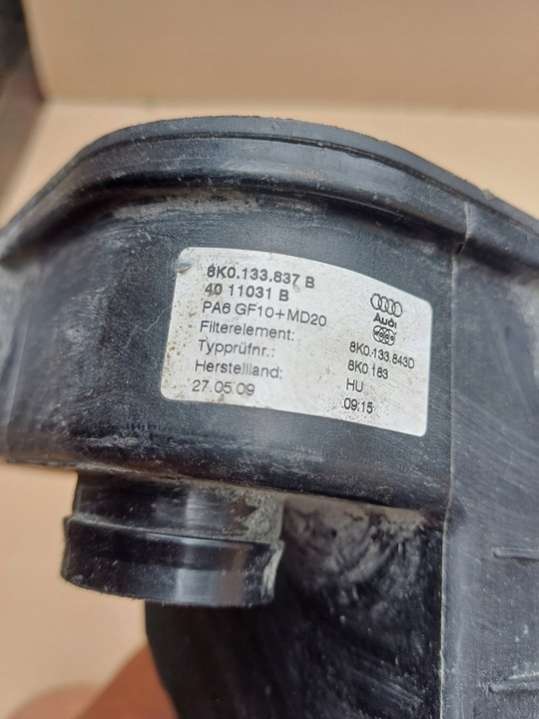 8K0.133.837 B
40 11031 B
PA6 GF10+MD20
Audi
Filterelement: 8K0.133.843D
Typprüfnr.: 8K0 183
Herstelland: HU
27.05.09 09:15